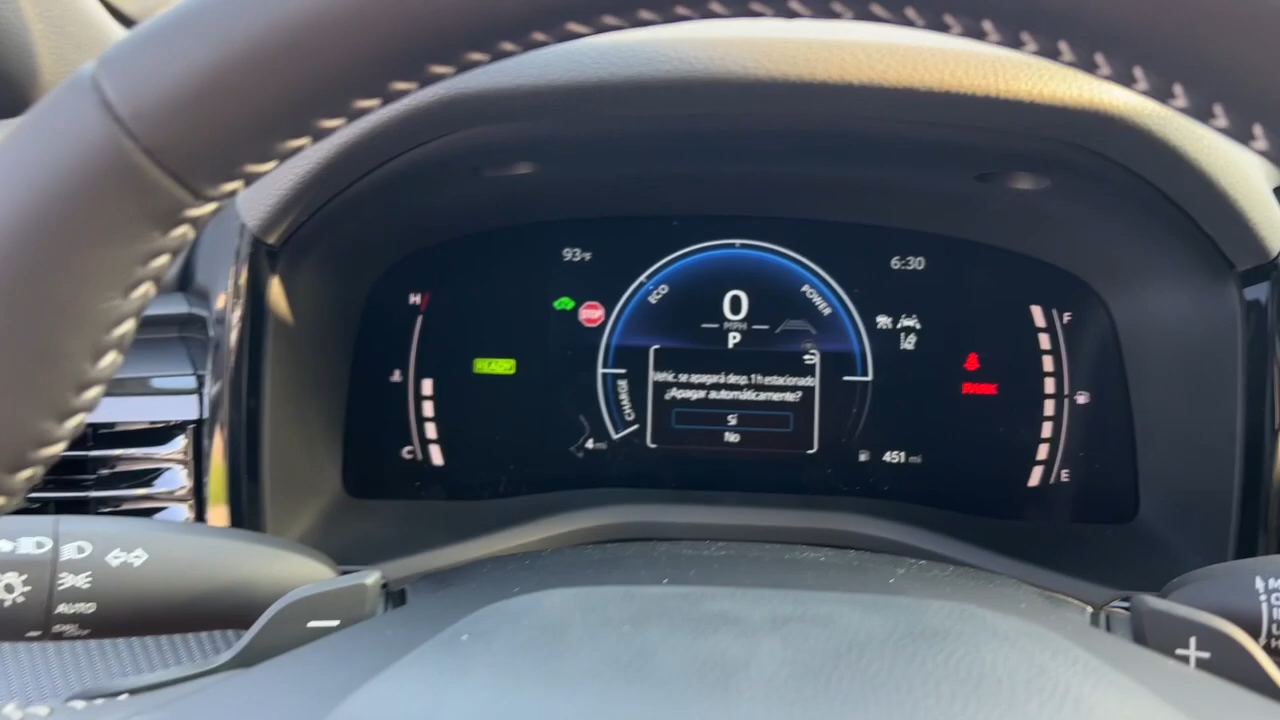 93°F
6:30
H
C
READY
STOP
ECO
POWER
CHARGE
0
MPH
P
Vehic. se apagará desp. 1 h estacionado
¿Apagar automáticamente?
Sí
No
4 mi
451 mi
PARK
F
E
AUTO
−
+